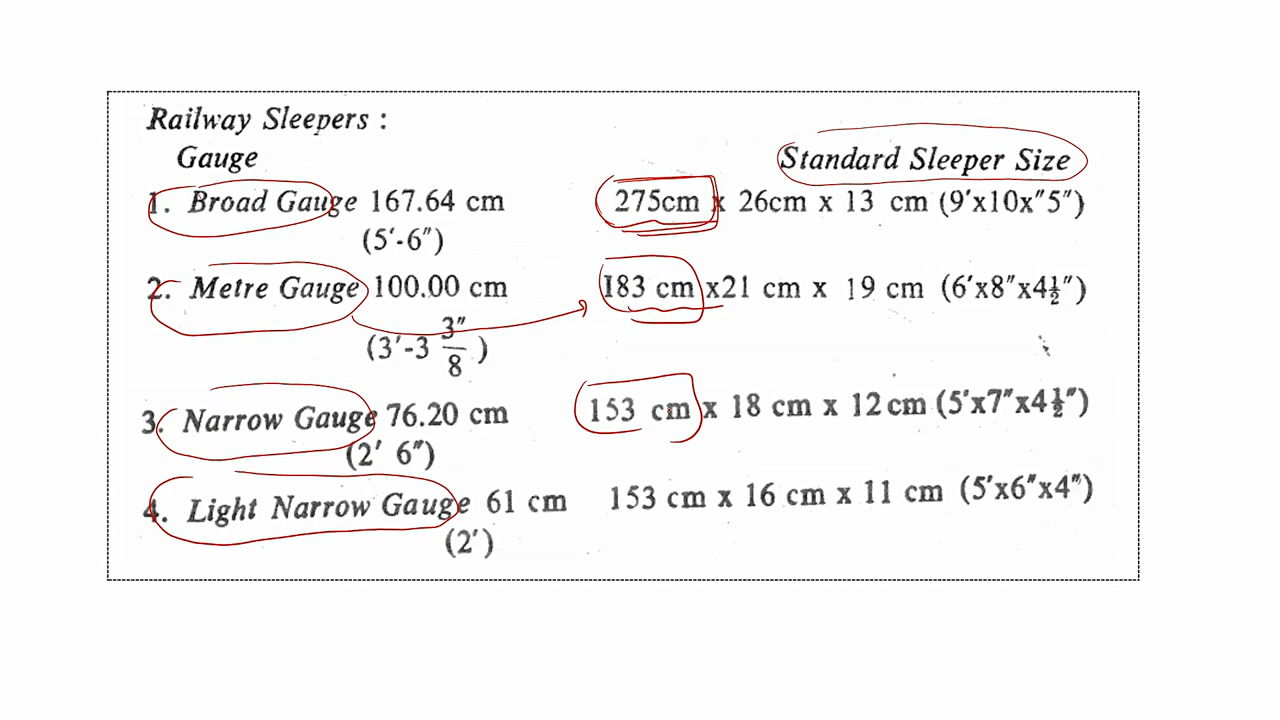 Railway Sleepers :
Gauge Standard Sleeper Size
1. Broad Gauge 167.64 cm 275cm x 26cm x 13 cm (9'x10x"5")
(5'-6")
2. Metre Gauge 100.00 cm 183 cm x21 cm x 19 cm (6'x8"x4½")
(3'-3 3"/8 )
3. Narrow Gauge 76.20 cm 153 cm x 18 cm x 12 cm (5'x7"x4½")
(2' 6")
4. Light Narrow Gauge 61 cm 153 cm x 16 cm x 11 cm (5'x6"x4")
(2')